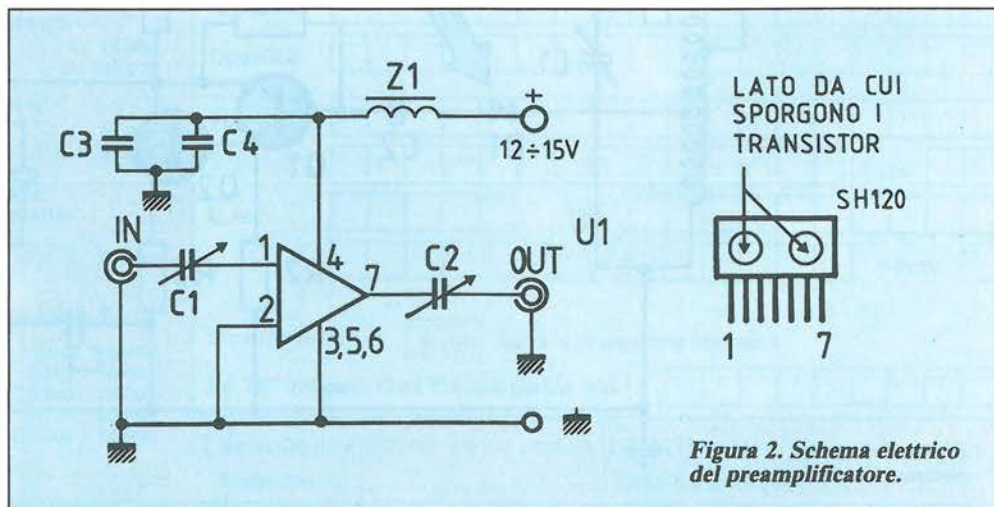 Z1
+
12÷15V
C3
C4
IN
C1
1
2
4
7
3,5,6
C2
OUT
U1
LATO DA CUI
SPORGONO I
TRANSISTOR
SH120
1
7
Figura 2. Schema elettrico
del preamplificatore.